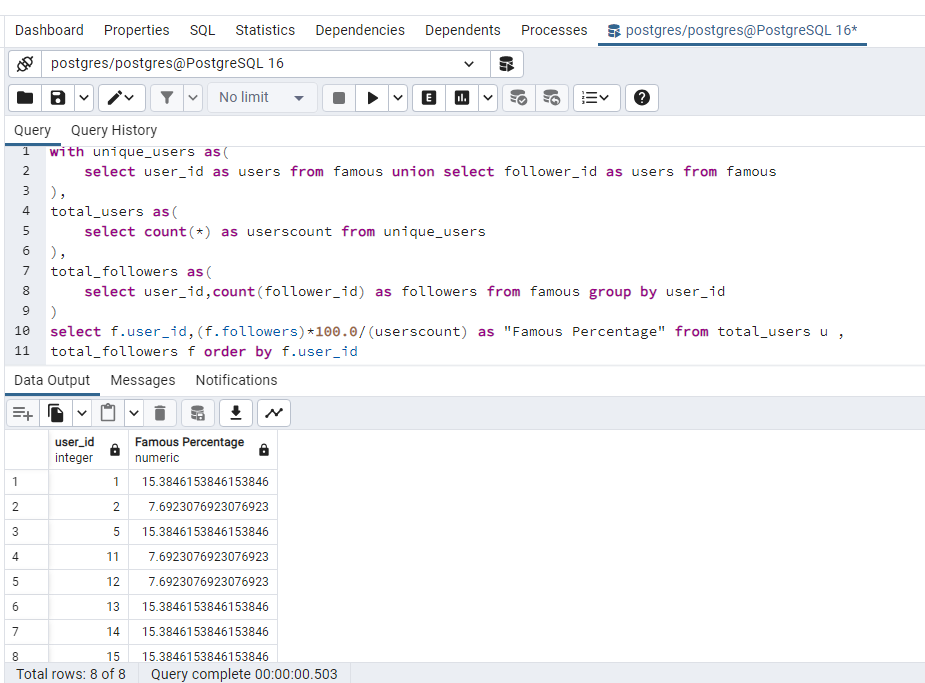 Dashboard Properties SQL Statistics Dependencies Dependents Processes postgres/postgres@PostgreSQL 16*
postgres/postgres@PostgreSQL 16
No limit E
Query Query History
1 with unique_users as(
2 select user_id as users from famous union select follower_id as users from famous
3 ),
4 total_users as(
5 select count(*) as userscount from unique_users
6 ),
7 total_followers as(
8 select user_id,count(follower_id) as followers from famous group by user_id
9 )
10 select f.user_id,(f.followers)*100.0/(userscount) as "Famous Percentage" from total_users u ,
11 total_followers f order by f.user_id
Data Output Messages Notifications
user_id Famous Percentage
integer numeric
1 1 15.3846153846153846
2 2 7.6923076923076923
3 5 15.3846153846153846
4 11 7.6923076923076923
5 12 7.6923076923076923
6 13 15.3846153846153846
7 14 15.3846153846153846
8 15 15.3846153846153846
Total rows: 8 of 8 Query complete 00:00:00.503